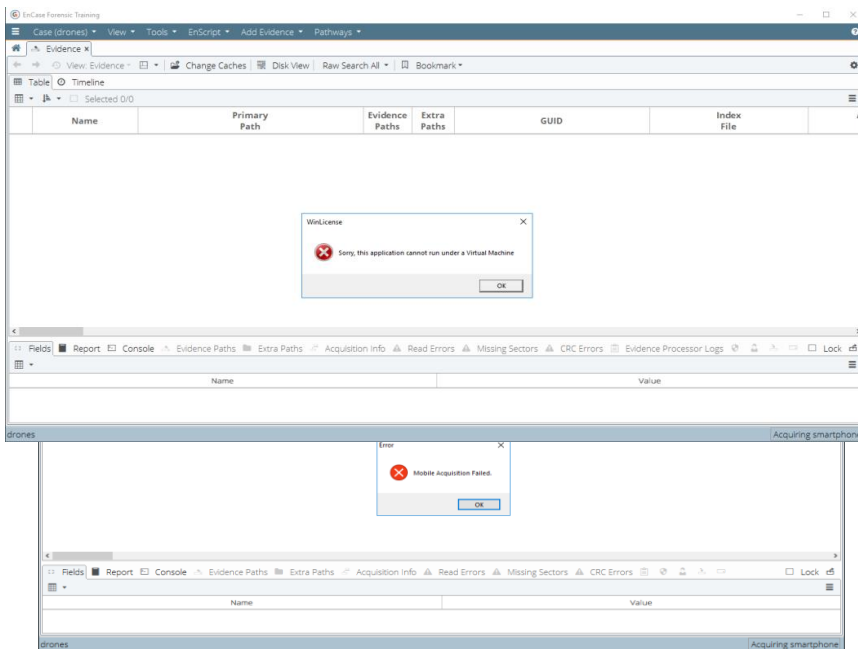 EnCase Forensic Training
Case (drones) View Tools EnScript Add Evidence Pathways
Evidence
View: Evidence Change Caches Disk View Raw Search All Bookmark
Table Timeline
Selected 0/0
Name Primary Path Evidence Paths Extra Paths GUID Index File
WinLicense
Sorry, this application cannot run under a Virtual Machine
OK
Fields Report Console Evidence Paths Extra Paths Acquisition Info Read Errors Missing Sectors CRC Errors Evidence Processor Logs Lock
Name Value
drones Acquiring smartphone
Error
Mobile Acquisition Failed.
OK
Fields Report Console Evidence Paths Extra Paths Acquisition Info Read Errors Missing Sectors CRC Errors Lock
Name Value
drones Acquiring smartphone